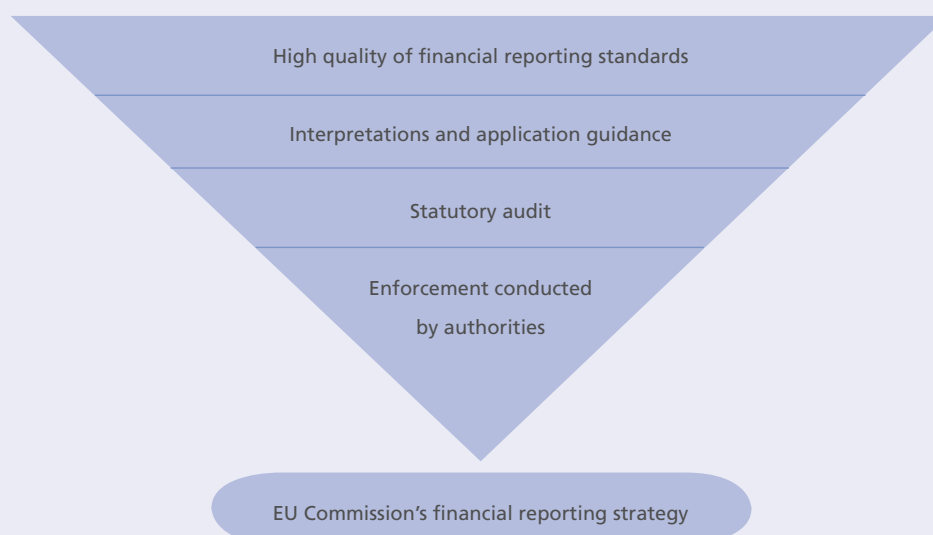 High quality of financial reporting standards
Interpretations and application guidance
Statutory audit
Enforcement conducted
by authorities
EU Commission's financial reporting strategy